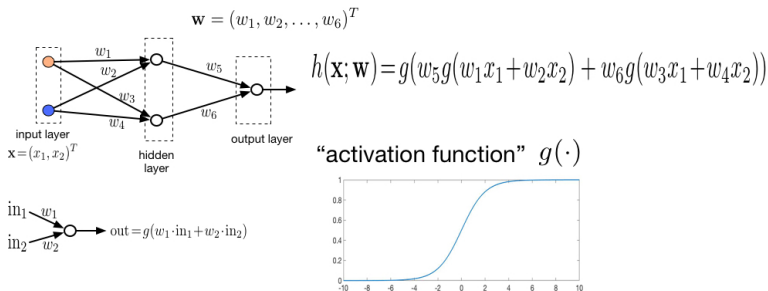 w = (w₁, w₂, . . . , w₆)ᵀ
w₁
w₂
w₃
w₄
w₅
w₆
input layer
x=(x₁, x₂)ᵀ
hidden
layer
output layer
h(x; w)=g(w₅g(w₁x₁+w₂x₂) + w₆g(w₃x₁+w₄x₂))
“activation function” g(·)
in₁
w₁
in₂
w₂
out=g(w₁·in₁+w₂·in₂)
1
0.8
0.6
0.4
0.2
0
-10 -8 -6 -4 -2 0 2 4 6 8 10